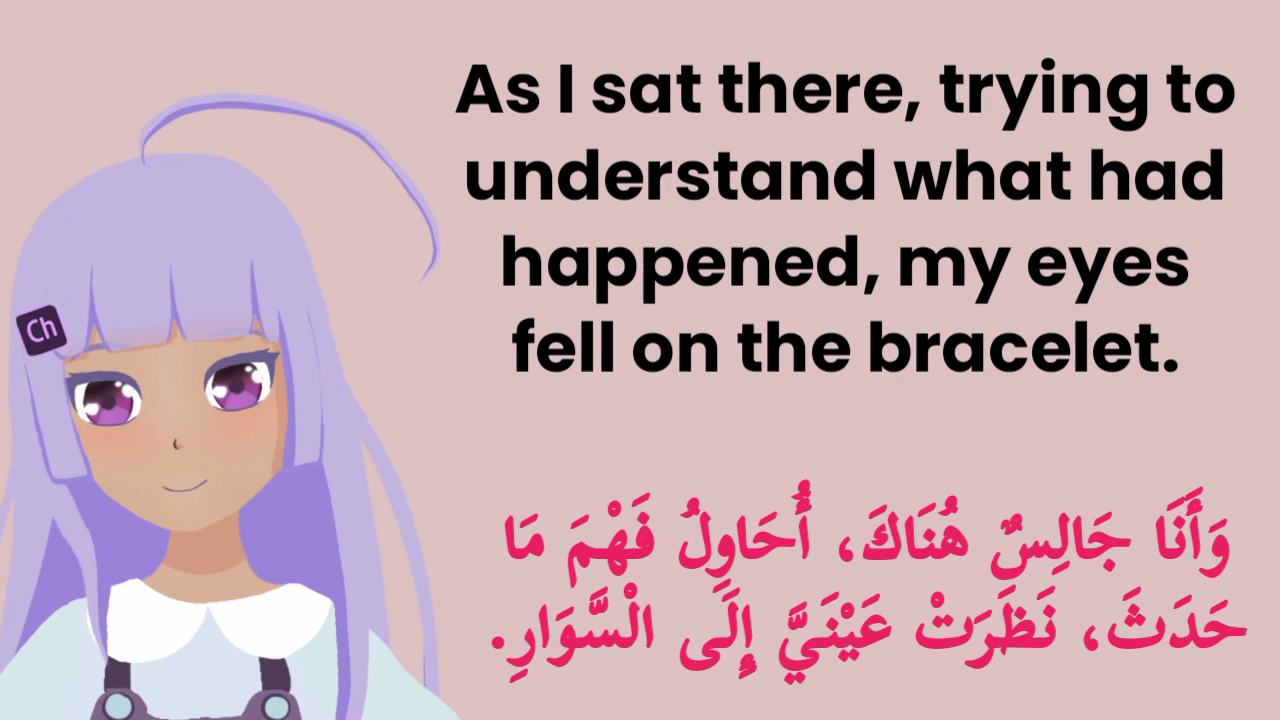 As I sat there, trying to
understand what had
happened, my eyes
fell on the bracelet.
Ch
وَأَنَا جَالِسٌ هُنَاكَ، أُحَاوِلُ فَهْمَ مَا
حَدَثَ، نَظَرَتْ عَيْنَيَّ إِلَى الْسَّوَارِ.